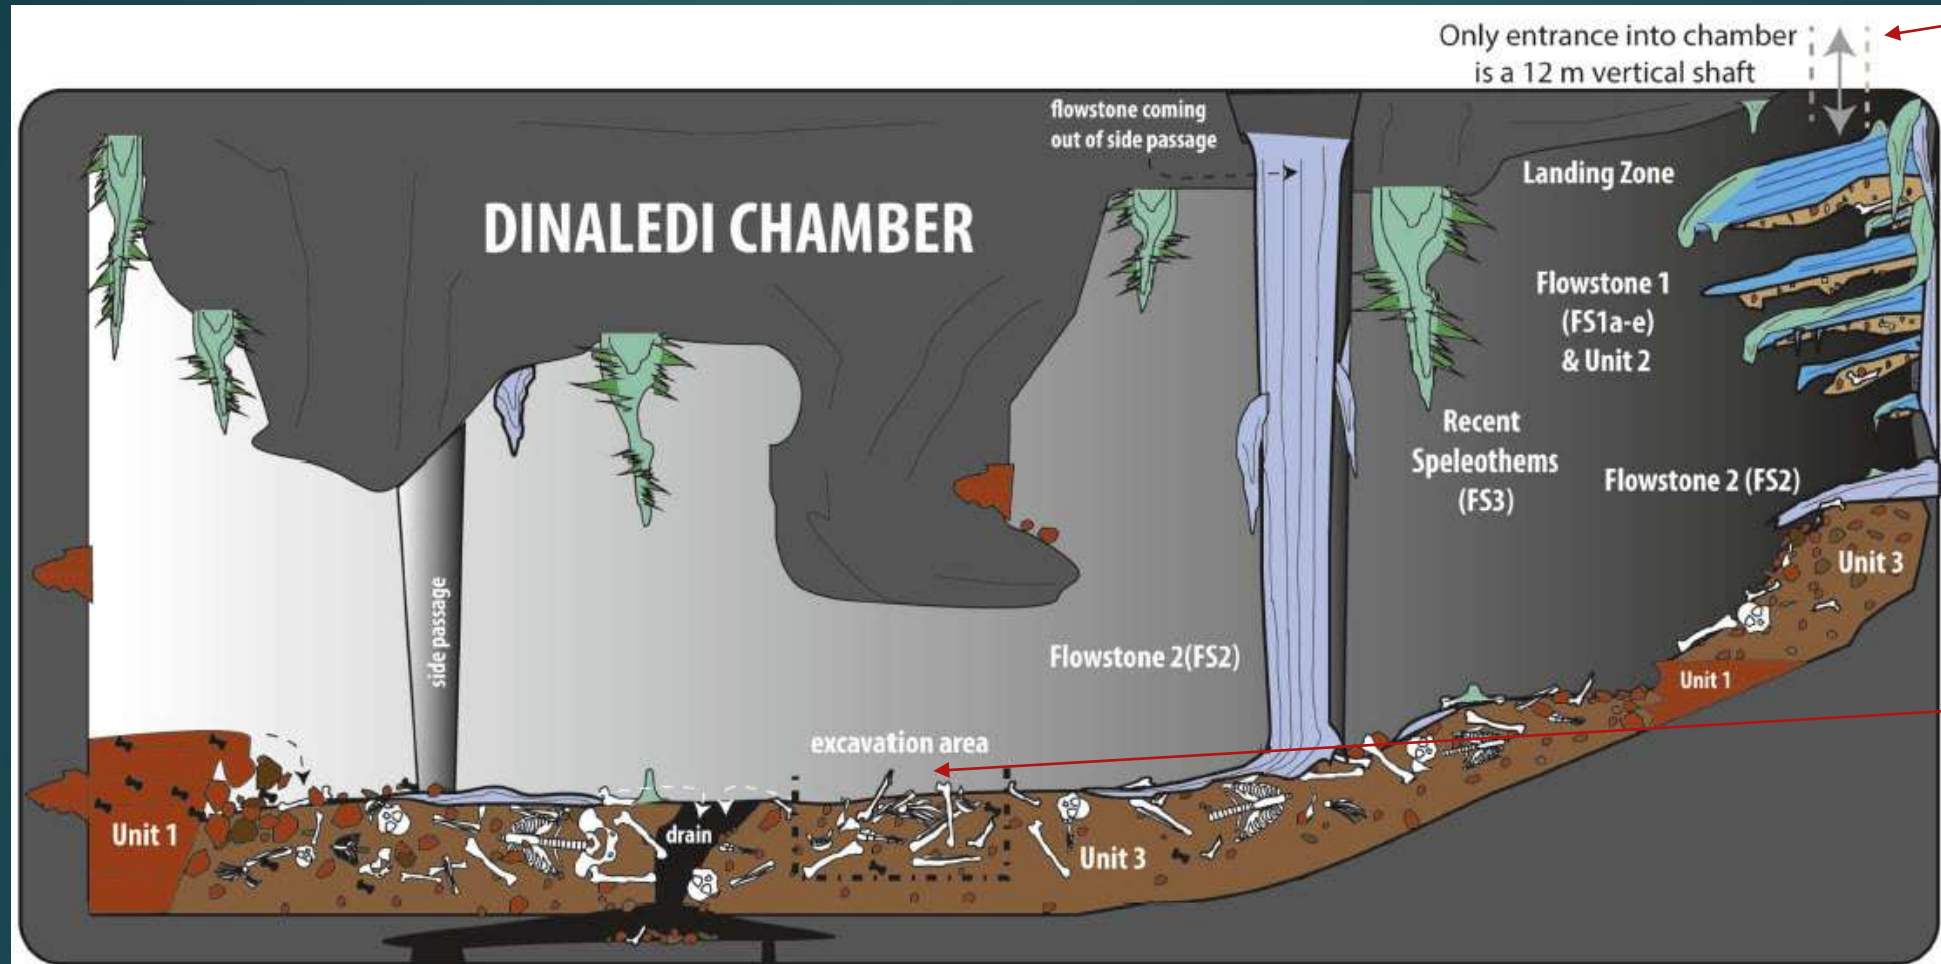 Only entrance into chamber
is a 12 m vertical shaft
flowstone coming
out of side passage
Landing Zone
DINALEDI CHAMBER
Flowstone 1
(FS1a-e)
& Unit 2
Recent
Speleothems
(FS3)
Flowstone 2 (FS2)
Unit 3
side passage
Flowstone 2(FS2)
Unit 1
excavation area
Unit 1
drain
Unit 3